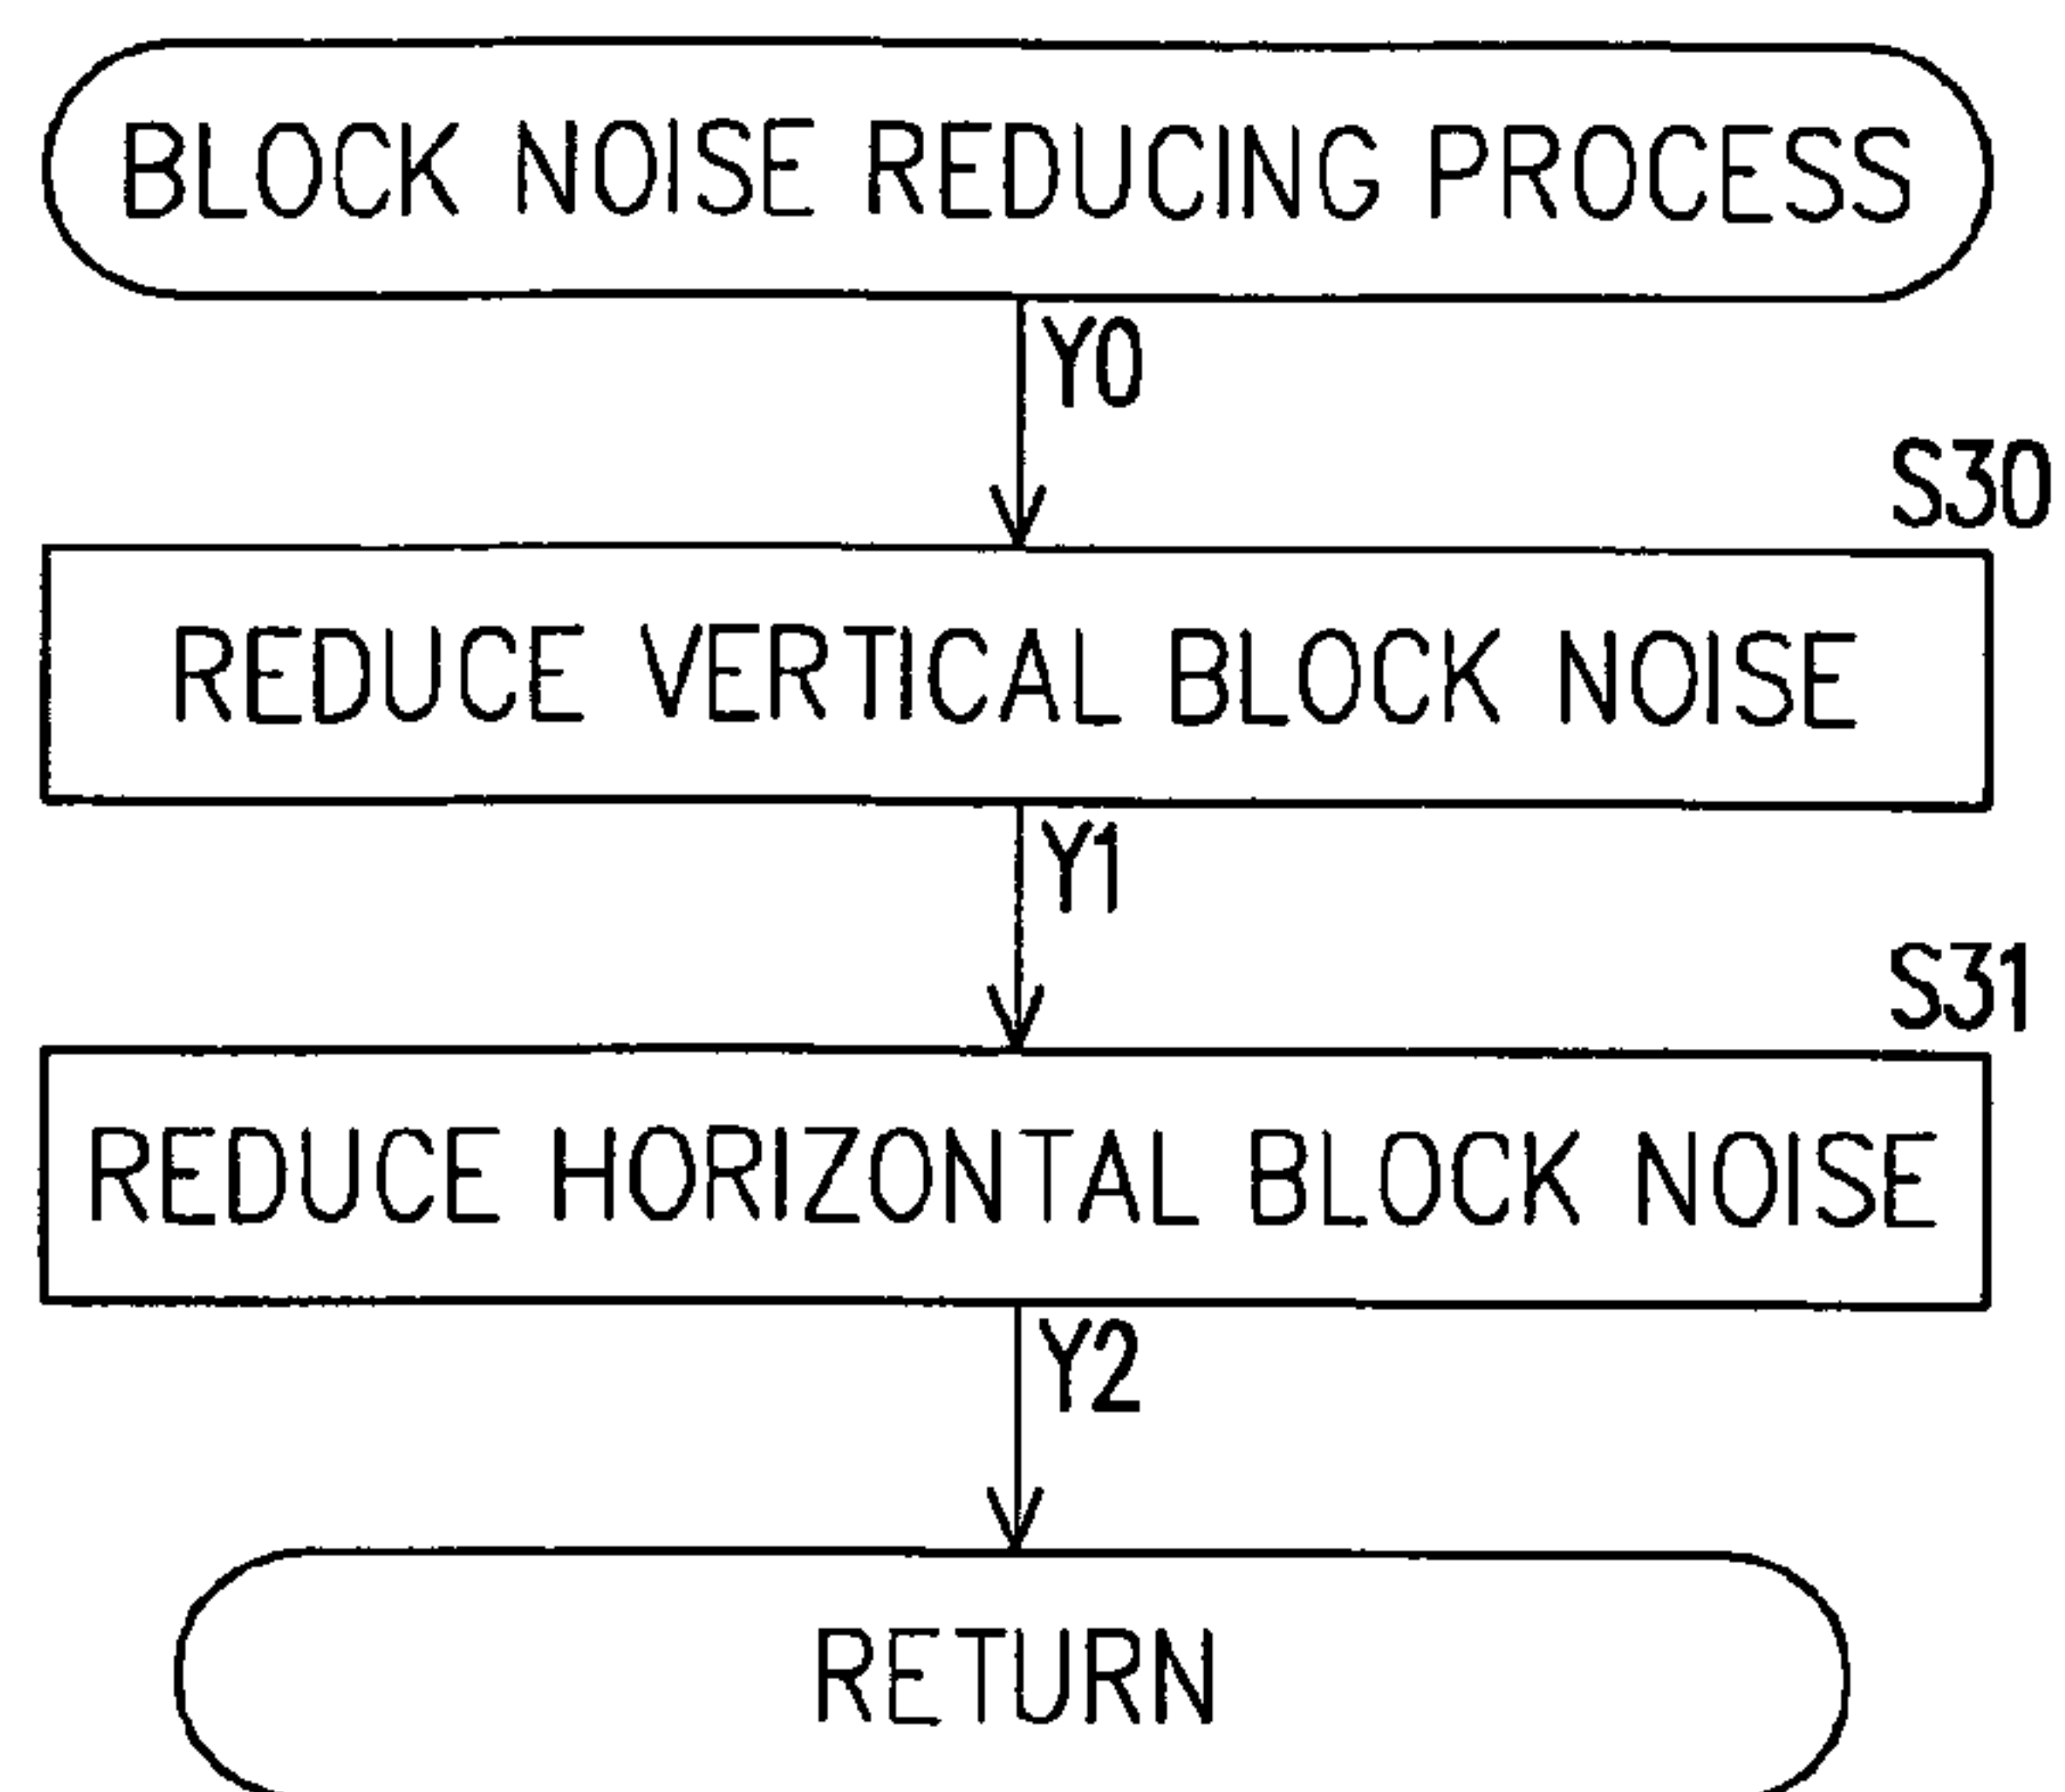 BLOCK NOISE REDUCING PROCESS
Y0
S30
REDUCE VERTICAL BLOCK NOISE
Y1
S31
REDUCE HORIZONTAL BLOCK NOISE
Y2
RETURN